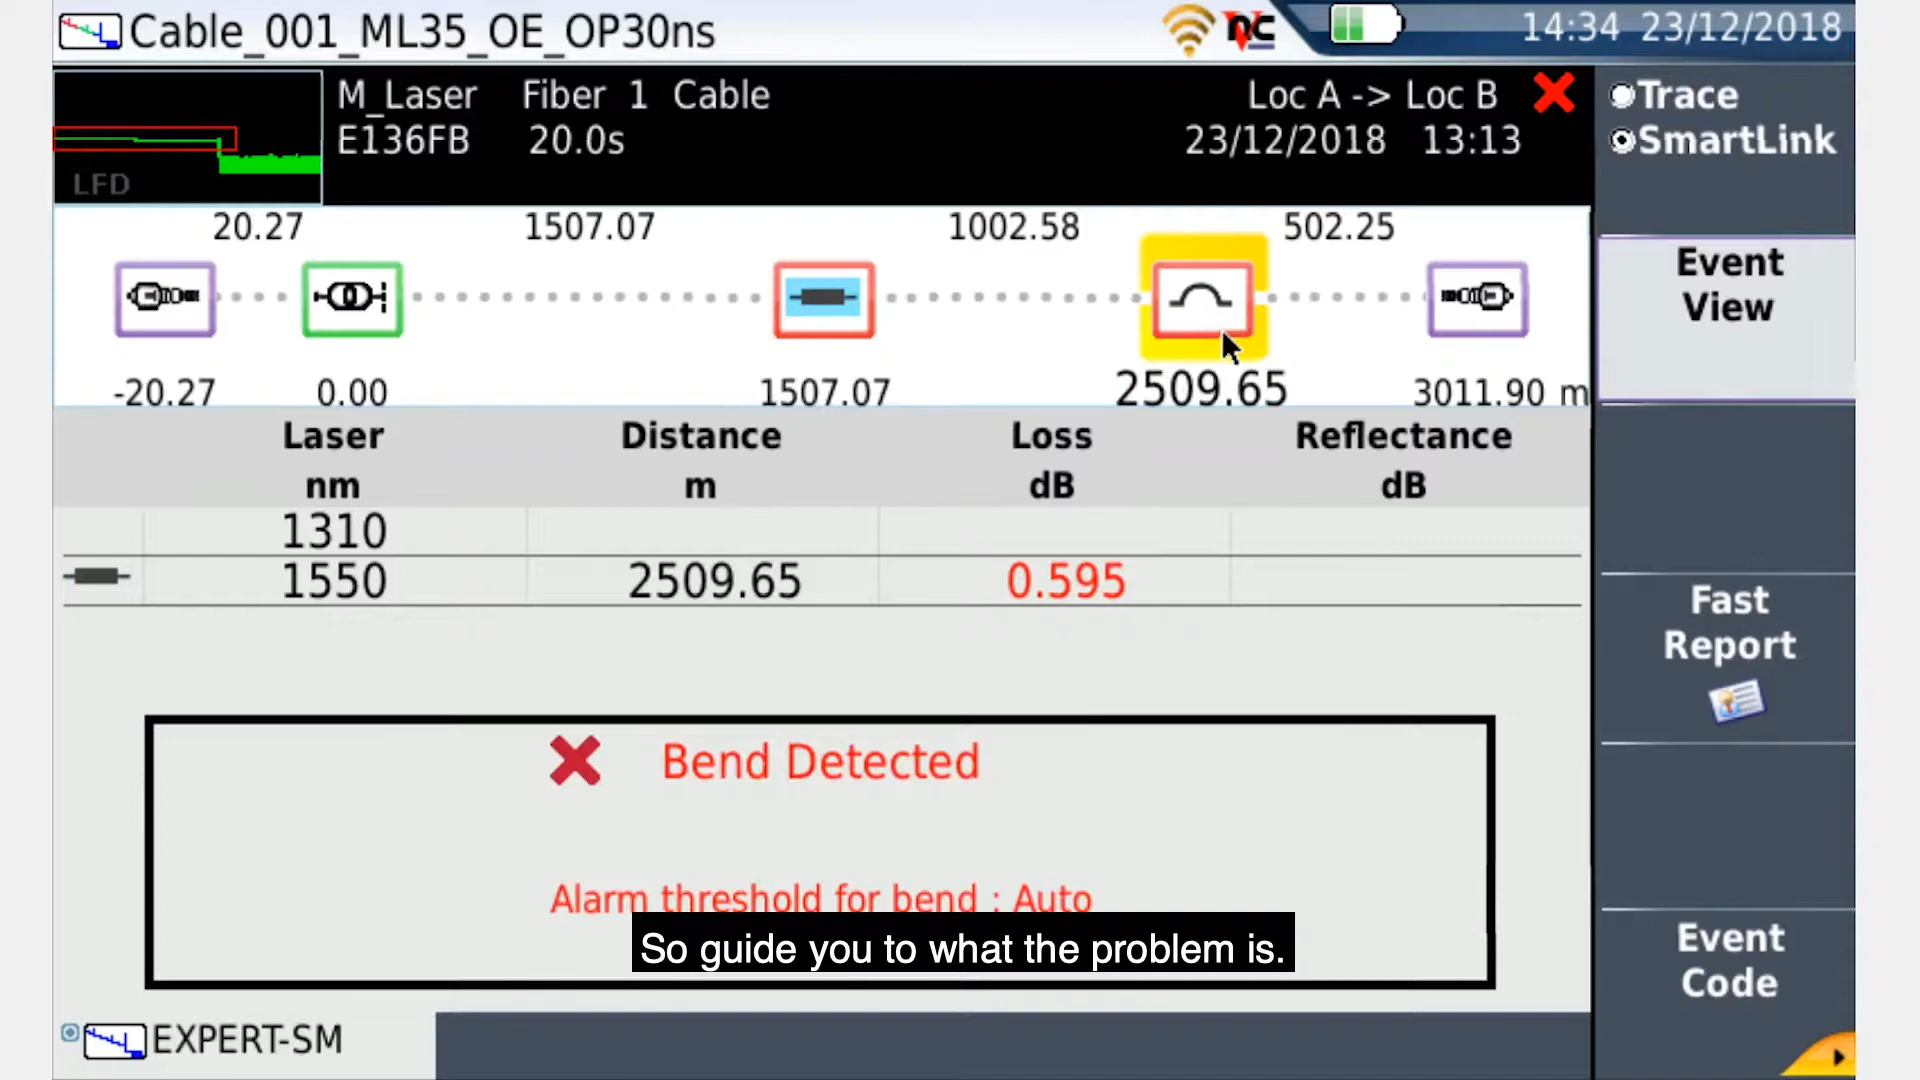 Cable_001_ML35_OE_OP30ns
14:34 23/12/2018
M_Laser Fiber 1 Cable
Loc A -> Loc B
E136FB 20.0s
23/12/2018 13:13
LFD
Trace
SmartLink
20.27 1507.07 1002.58 502.25
-20.27 0.00 1507.07 2509.65 3011.90 m
Laser Distance Loss Reflectance
nm m dB dB
1310
1550 2509.65 0.595
Bend Detected
Alarm threshold for bend : Auto
So guide you to what the problem is.
EXPERT-SM
Event
View
Fast
Report
Event
Code